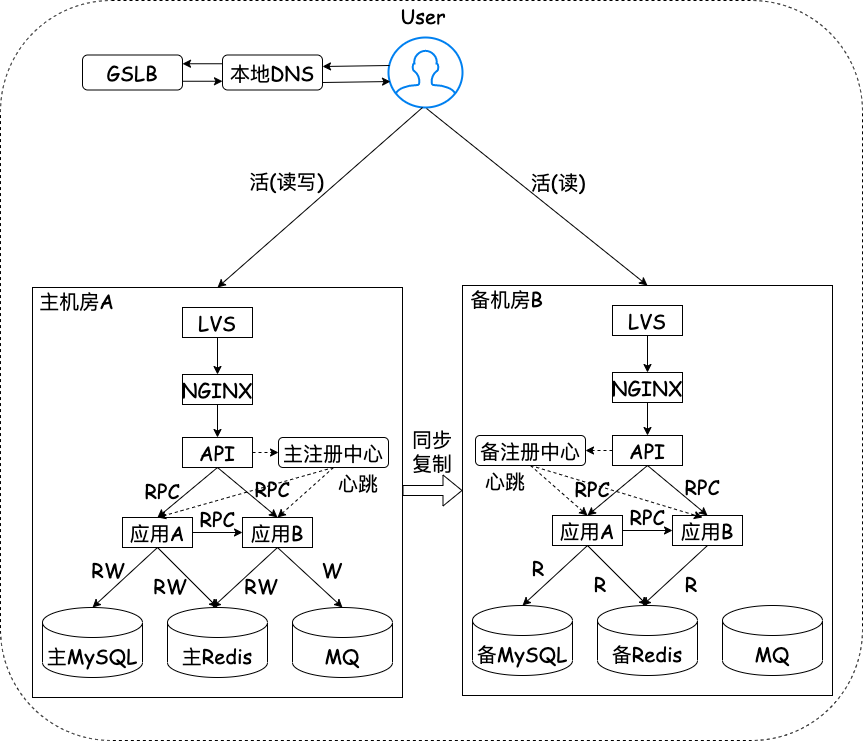 User
GSLB
本地DNS
活(读写)
活(读)
主机房A
LVS
NGINX
API
主注册中心
心跳
RPC
RPC
应用A
RPC
应用B
RW
RW
RW
W
主MySQL
主Redis
MQ
同步
复制
备机房B
LVS
NGINX
备注册中心
API
心跳
RPC
RPC
应用A
RPC
应用B
R
R
R
备MySQL
备Redis
MQ